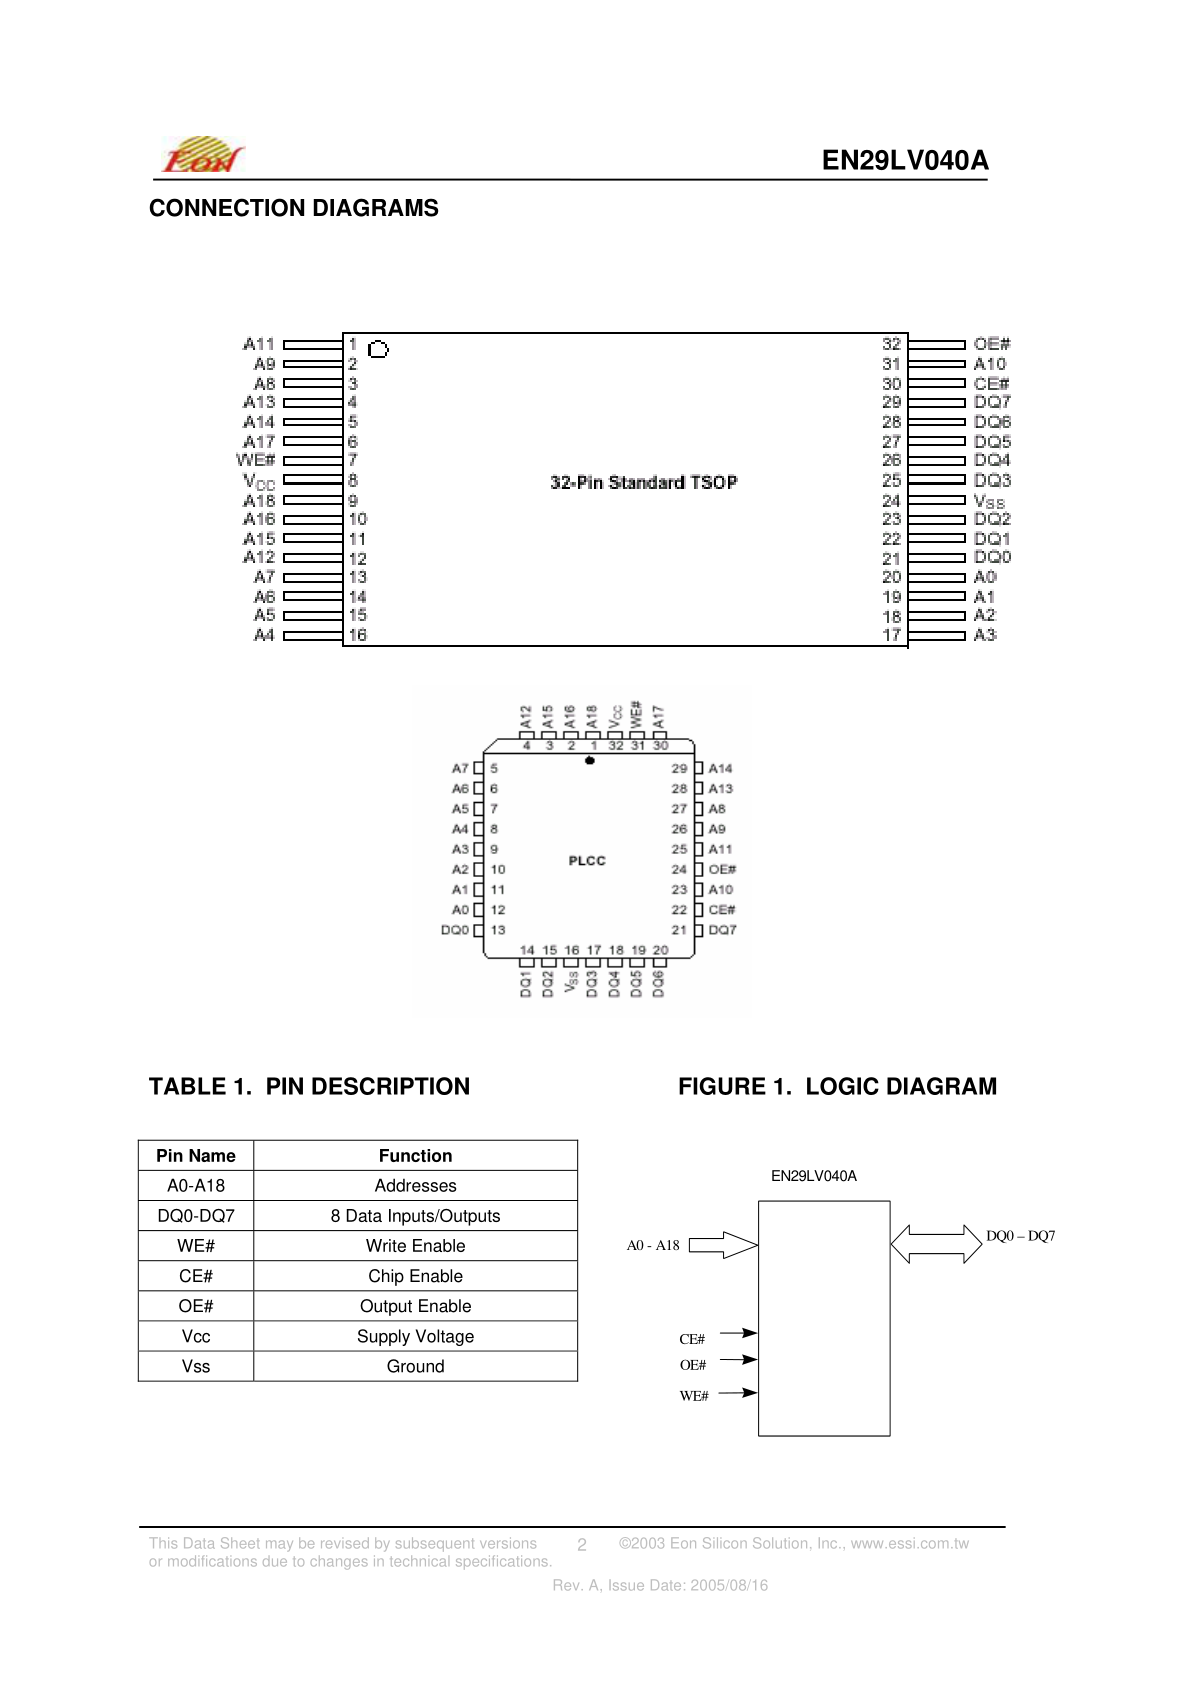 EON
EN29LV040A
CONNECTION DIAGRAMS
A11 1 32 OE#
A9 2 31 A10
A8 3 30 CE#
A13 4 29 DQ7
A14 5 28 DQ6
A17 6 27 DQ5
WE# 7 26 DQ4
VCC 8 25 DQ3
32-Pin Standard TSOP
A18 9 24 VSS
A16 10 23 DQ2
A15 11 22 DQ1
A12 12 21 DQ0
A7 13 20 A0
A6 14 19 A1
A5 15 18 A2
A4 16 17 A3
A12 A15 A16 A18 VCC WE# A17
4 3 2 1 32 31 30
A7 5 29 A14
A6 6 28 A13
A5 7 27 A8
A4 8 26 A9
A3 9 25 A11
PLCC
A2 10 24 OE#
A1 11 23 A10
A0 12 22 CE#
DQ0 13 21 DQ7
14 15 16 17 18 19 20
DQ1 DQ2 VSS DQ3 DQ4 DQ5 DQ6
TABLE 1. PIN DESCRIPTION
Pin Name Function
A0-A18 Addresses
DQ0-DQ7 8 Data Inputs/Outputs
WE# Write Enable
CE# Chip Enable
OE# Output Enable
Vcc Supply Voltage
Vss Ground
FIGURE 1. LOGIC DIAGRAM
EN29LV040A
A0 - A18
DQ0 – DQ7
CE#
OE#
WE#
This Data Sheet may be revised by subsequent versions 2 ©2003 Eon Silicon Solution, Inc., www.essi.com.tw
or modifications due to changes in technical specifications.
Rev. A, Issue Date: 2005/08/16